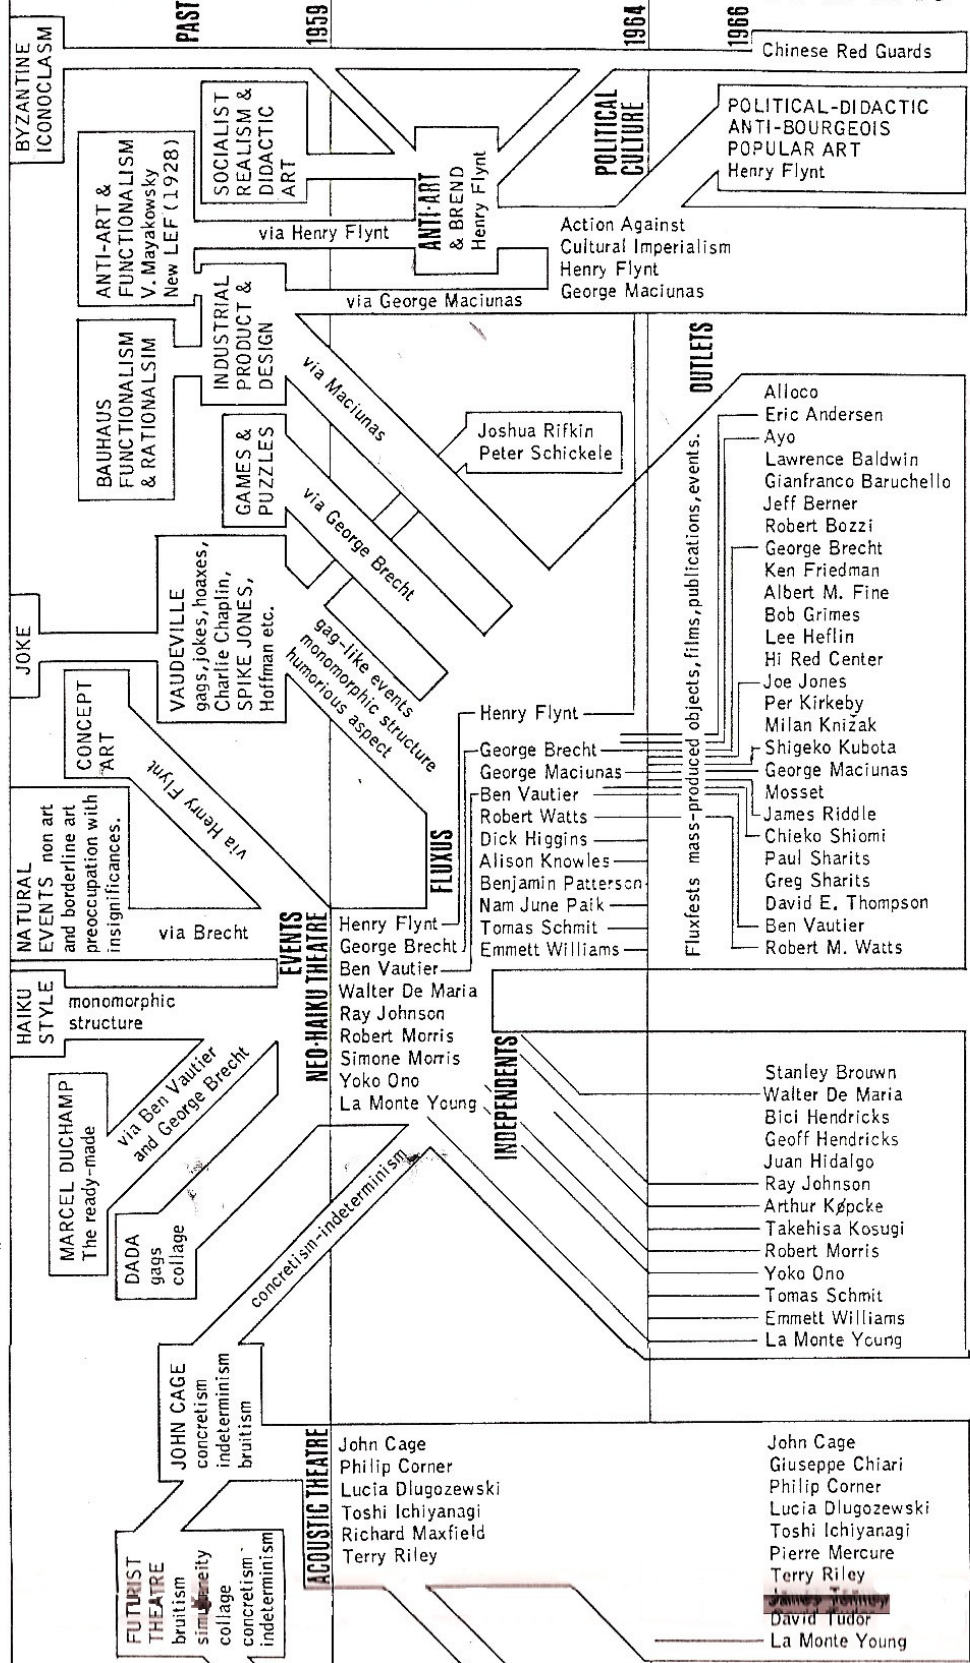 PAST
1959
1964
1966
BYZANTINE
ICONOCLASM
Chinese Red Guards
SOCIALIST
REALISM &
DIDACTIC
ART
ANTI-ART &
FUNCTIONALISM
V. Mayakowsky
New LEF (1928)
via Henry Flynt
ANTI-ART
& BREND
Henry Flynt
POLITICAL
CULTURE
POLITICAL-DIDACTIC
ANTI-BOURGEOIS
POPULAR ART
Henry Flynt
Action Against
Cultural Imperialism
Henry Flynt
George Maciunas
via George Maciunas
BAUHAUS
FUNCTIONALISM
& RATIONALSIM
INDUSTRIAL
PRODUCT &
DESIGN
via Maciunas
Joshua Rifkin
Peter Schickele
GAMES &
PUZZLES
via George Brecht
JOKE
VAUDEVILLE
gags, jokes, hoaxes,
Charlie Chaplin,
SPIKE JONES,
Hoffman etc.
gag-like events
monomorphic structure
humorious aspect
CONCEPT
ART
via Henry Flynt
NATURAL
EVENTS non art
and borderline art
preoccupation with
insignificances.
via Brecht
HAIKU
STYLE
monomorphic
structure
MARCEL DUCHAMP
The ready-made
via Ben Vautier
and George Brecht
DADA
gags
collage
EVENTS
NEO-HAIKU THEATRE
Henry Flynt
George Brecht
Ben Vautier
Walter De Maria
Ray Johnson
Robert Morris
Simone Morris
Yoko Ono
La Monte Young
FLUXUS
Henry Flynt
George Brecht
George Maciunas
Ben Vautier
Robert Watts
Dick Higgins
Alison Knowles
Benjamin Patterson
Nam June Paik
Tomas Schmit
Emmett Williams
OUTLETS
Fluxfests mass-produced objects, films, publications, events.
Alloco
Eric Andersen
Ayo
Lawrence Baldwin
Gianfranco Baruchello
Jeff Berner
Robert Bozzi
George Brecht
Ken Friedman
Albert M. Fine
Bob Grimes
Lee Heflin
Hi Red Center
Joe Jones
Per Kirkeby
Milan Knižak
Shigeko Kubota
George Maciunas
Mosset
James Riddle
Chieko Shiomi
Paul Sharits
Greg Sharits
David E. Thompson
Ben Vautier
Robert M. Watts
INDEPENDENTS
Stanley Brouwn
Walter De Maria
Bici Hendricks
Geoff Hendricks
Juan Hidalgo
Ray Johnson
Arthur Køpcke
Takehisa Kosugi
Robert Morris
Yoko Ono
Tomas Schmit
Emmett Williams
La Monte Young
concretism-indeterminism
JOHN CAGE
concretism
indeterminism
bruitism
FUTURIST
THEATRE
bruitism
simultaneity
collage
concretism
indeterminism
ACOUSTIC THEATRE
John Cage
Philip Corner
Lucia Dlugozewski
Toshi Ichiyanagi
Richard Maxfield
Terry Riley
John Cage
Giuseppe Chiari
Philip Corner
Lucia Dlugozewski
Toshi Ichiyanagi
Pierre Mercure
Terry Riley
James Tenney
David Tudor
La Monte Young